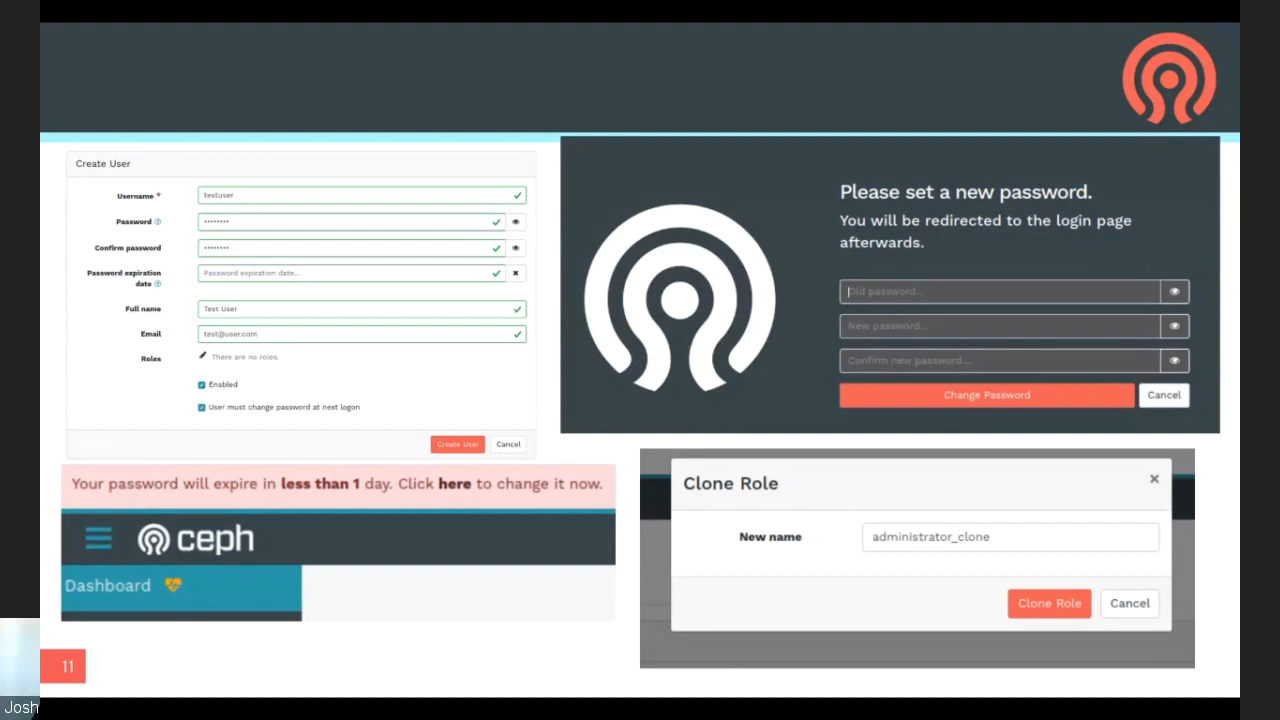 Create User
Username *
testuser
Password
••••••••
Confirm password
••••••••
Password expiration
date
Password expiration date...
Full name
Test User
Email
test@user.com
Roles
There are no roles.
Enabled
User must change password at next logon
Create User
Cancel
Please set a new password.
You will be redirected to the login page
afterwards.
Old password...
New password...
Confirm new password...
Change Password
Cancel
Your password will expire in less than 1 day. Click here to change it now.
ceph
Dashboard
Clone Role
×
New name
administrator_clone
Clone Role
Cancel
11
Josh